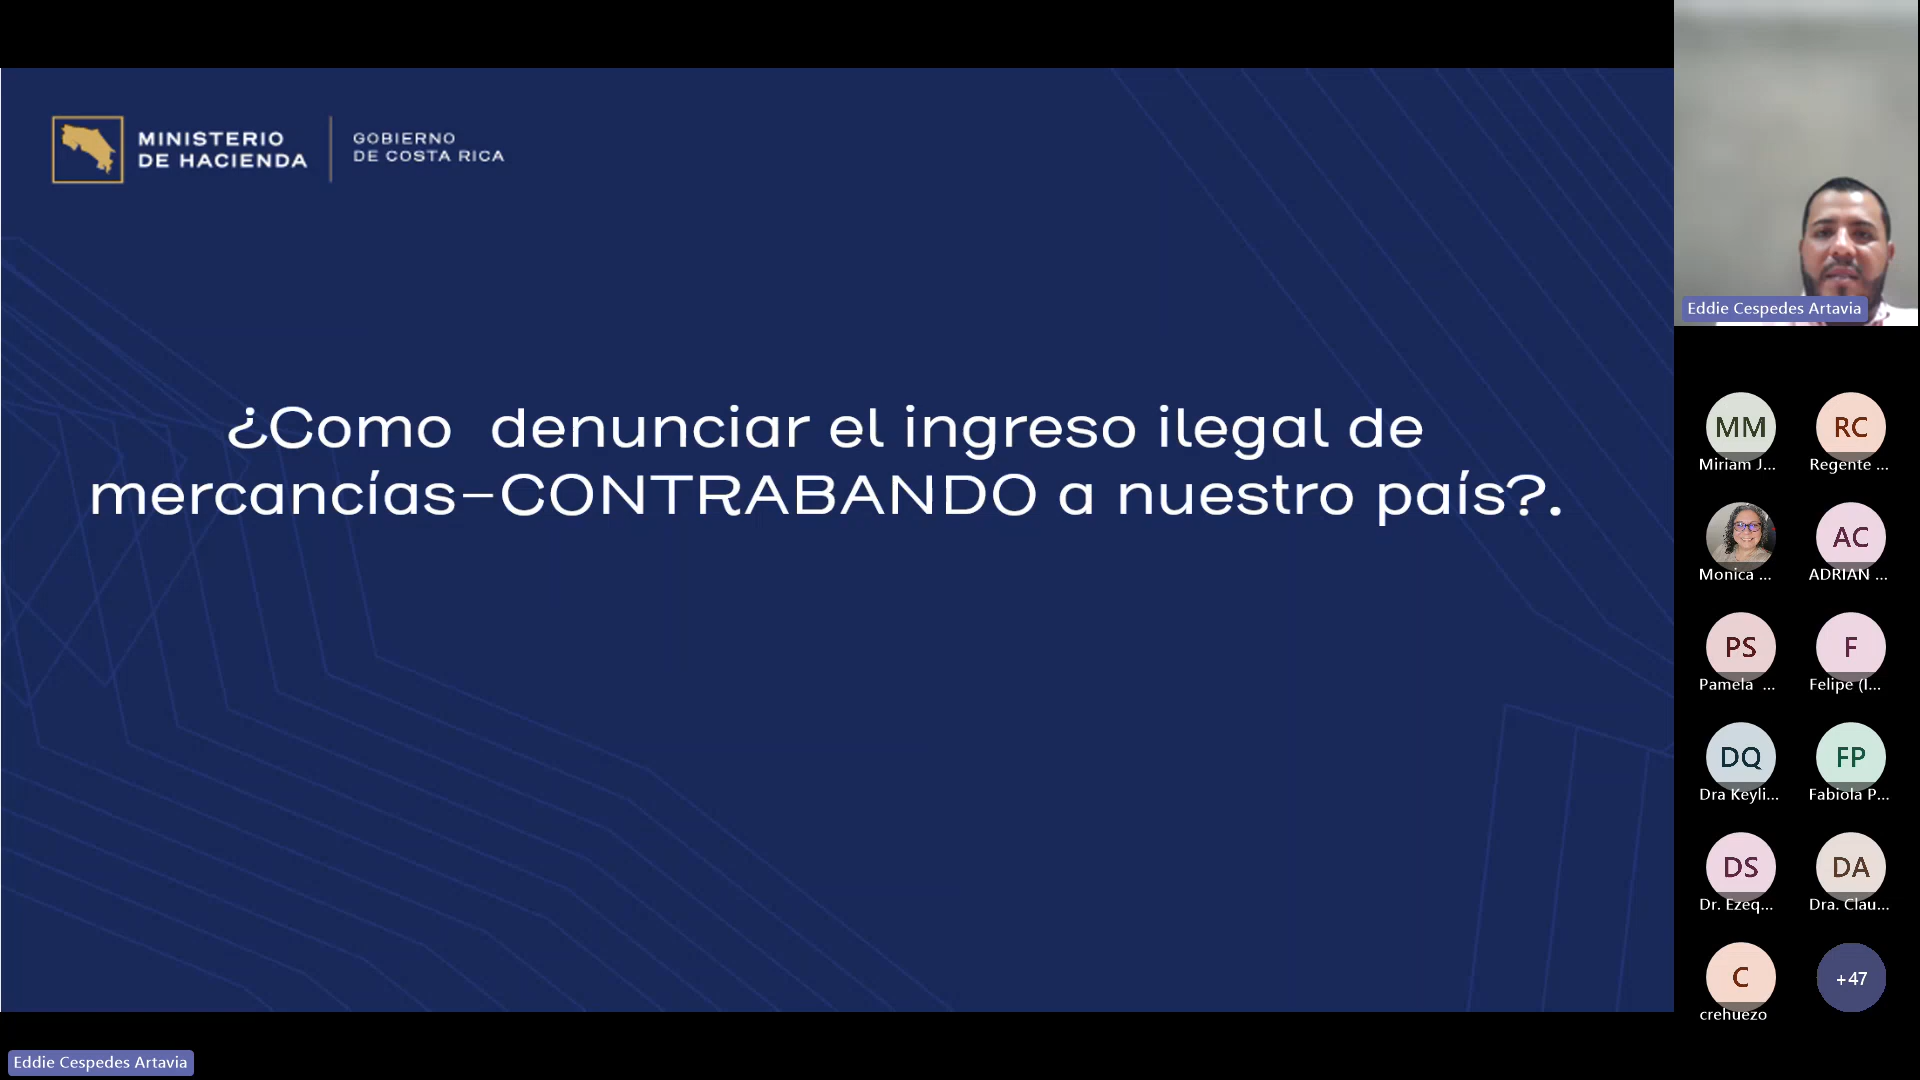 MINISTERIO
DE HACIENDA
GOBIERNO
DE COSTA RICA
¿Como denunciar el ingreso ilegal de
mercancías-CONTRABANDO a nuestro país?.
Eddie Cespedes Artavia
MM
RC
Miriam J...
Regente ...
AC
Monica ...
ADRIAN ...
PS
F
Pamela ...
Felipe (I...
DQ
FP
Dra Keyli...
Fabiola P...
DS
DA
Dr. Ezeq...
Dra. Clau...
C
+47
crehuezo
Eddie Cespedes Artavia